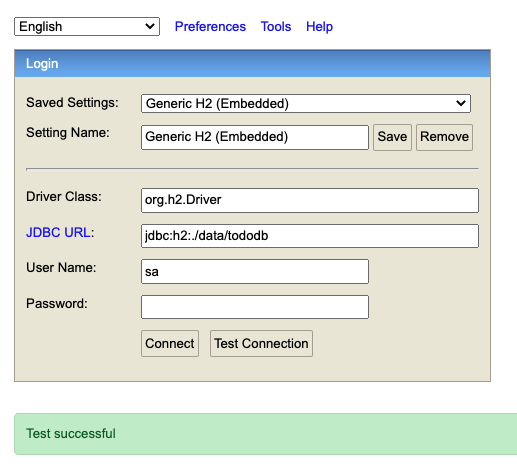 English Preferences Tools Help
Login
Saved Settings: Generic H2 (Embedded)
Setting Name: Generic H2 (Embedded) Save Remove
Driver Class: org.h2.Driver
JDBC URL: jdbc:h2:./data/tododb
User Name: sa
Password:
Connect Test Connection
Test successful